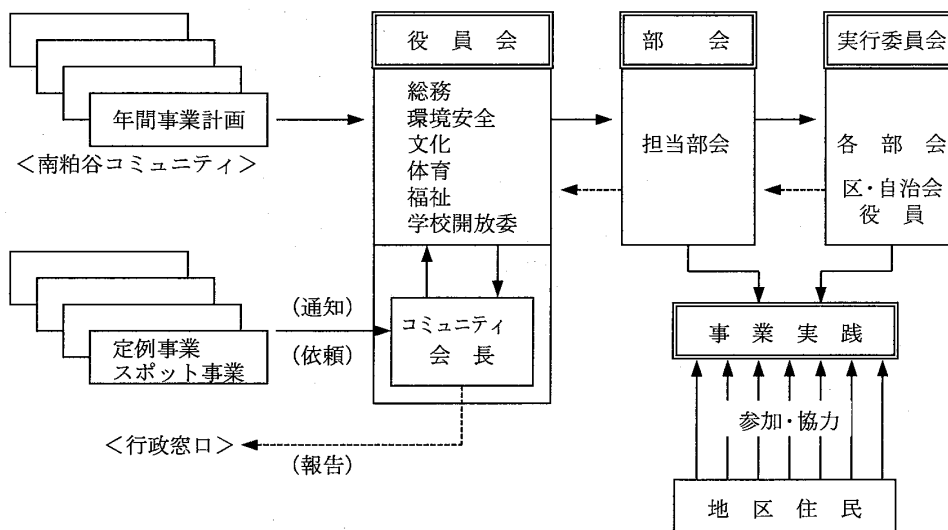 役員会
部会
実行委員会
年間事業計画
<南粕谷コミュニティ>
総務
環境安全
文化
体育
福祉
学校開放委
担当部会
各部会
区・自治会
役員
定例事業
スポット事業
(通知)
(依頼)
コミュニティ
会長
<行政窓口>
(報告)
事業実践
参加・協力
地区住民